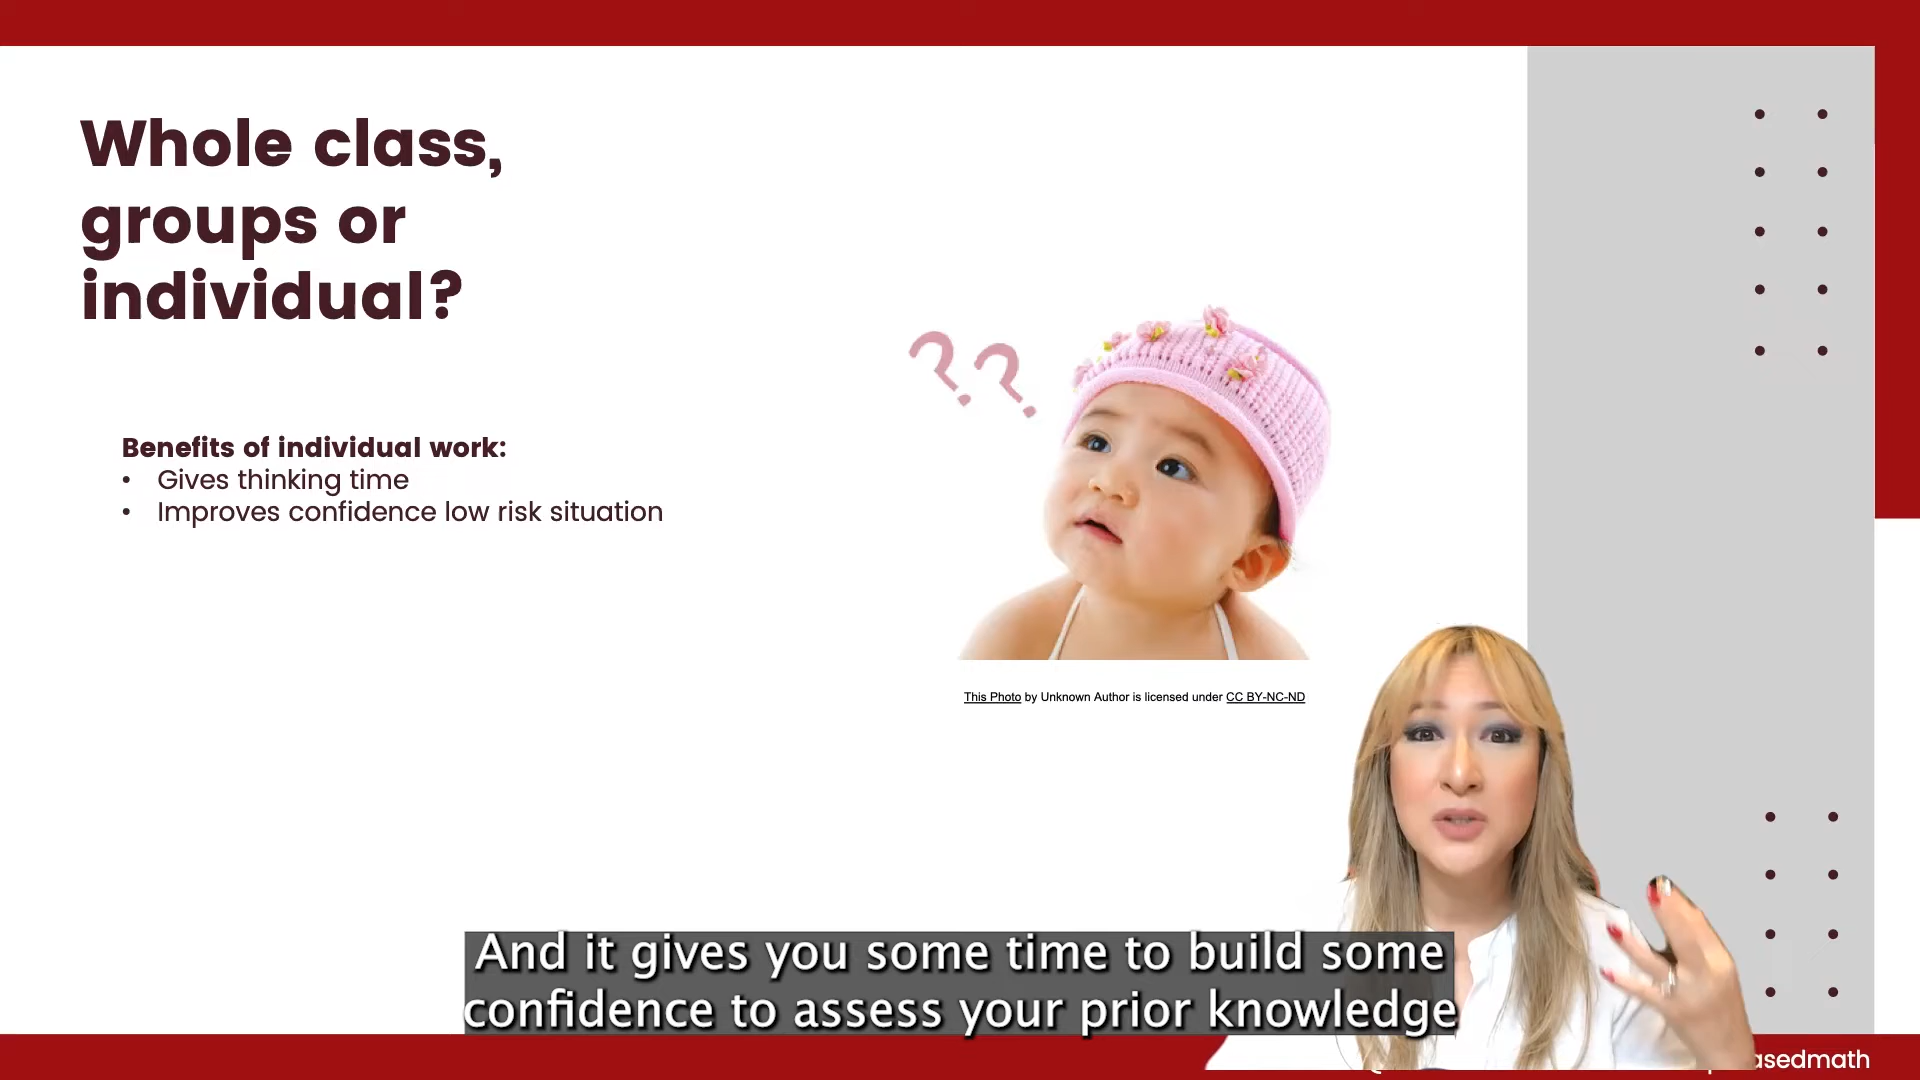 Whole class,
groups or
individual?
Benefits of individual work:
• Gives thinking time
• Improves confidence low risk situation
??
This Photo by Unknown Author is licensed under CC BY-NC-ND
And it gives you some time to build some
confidence to assess your prior knowledge